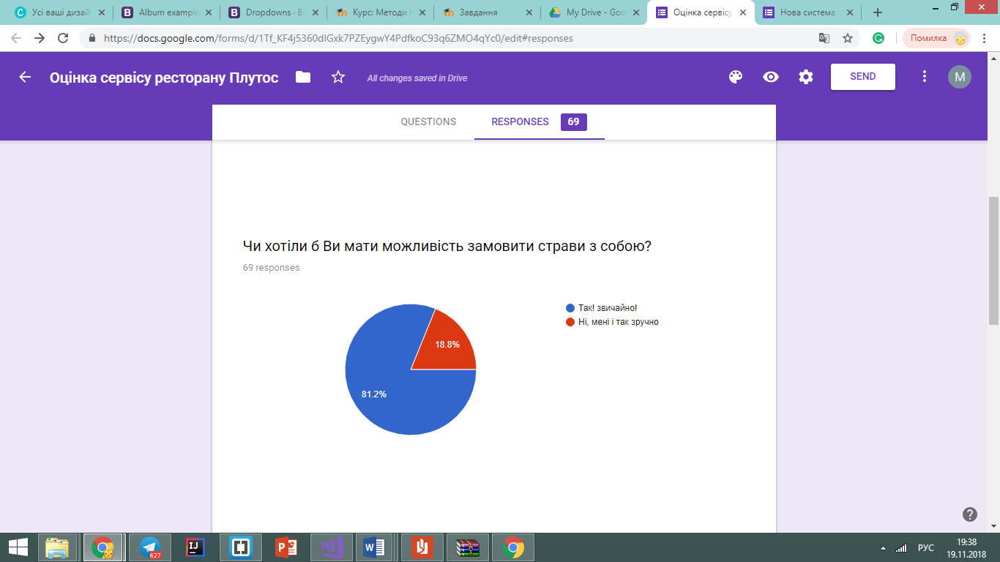 Усі ваші дизай
Album example
Dropdowns · Bo
Курс: Методи п
Завдання
My Drive - Goo
Оцінка сервісу
Нова система з
https://docs.google.com/forms/d/1Tf_KF4j5360dlGxk7PZEygwY4PdfkoC93q6ZMO4qYc0/edit#responses
Помилка
Оцінка сервісу ресторану Плутос
All changes saved in Drive
SEND
M
QUESTIONS
RESPONSES 69
Чи хотіли б Ви мати можливість замовити страви з собою?
69 responses
Так! звичайно!
Ні, мені і так зручно
18.8%
81.2%
627
РУС
19:38
19.11.2018